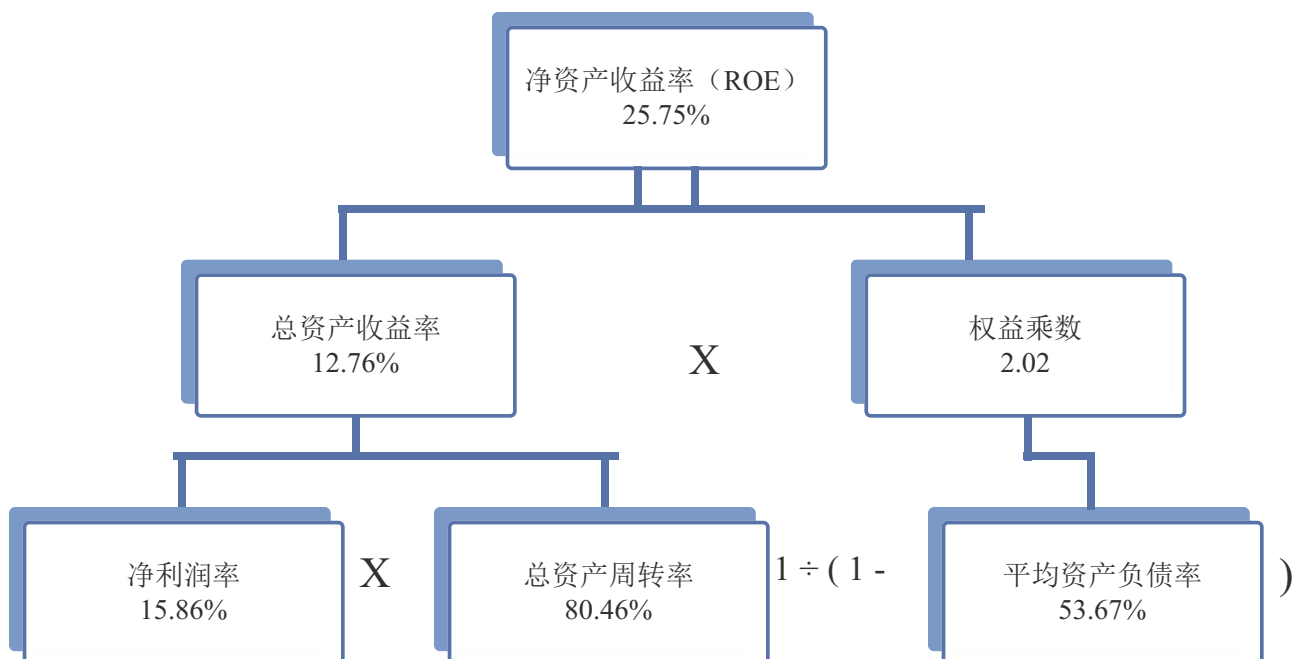 净资产收益率（ROE）
25.75%
总资产收益率
12.76%
X
权益乘数
2.02
净利润率
15.86%
X
总资产周转率
80.46%
1 ÷ ( 1 -
平均资产负债率
53.67%
)